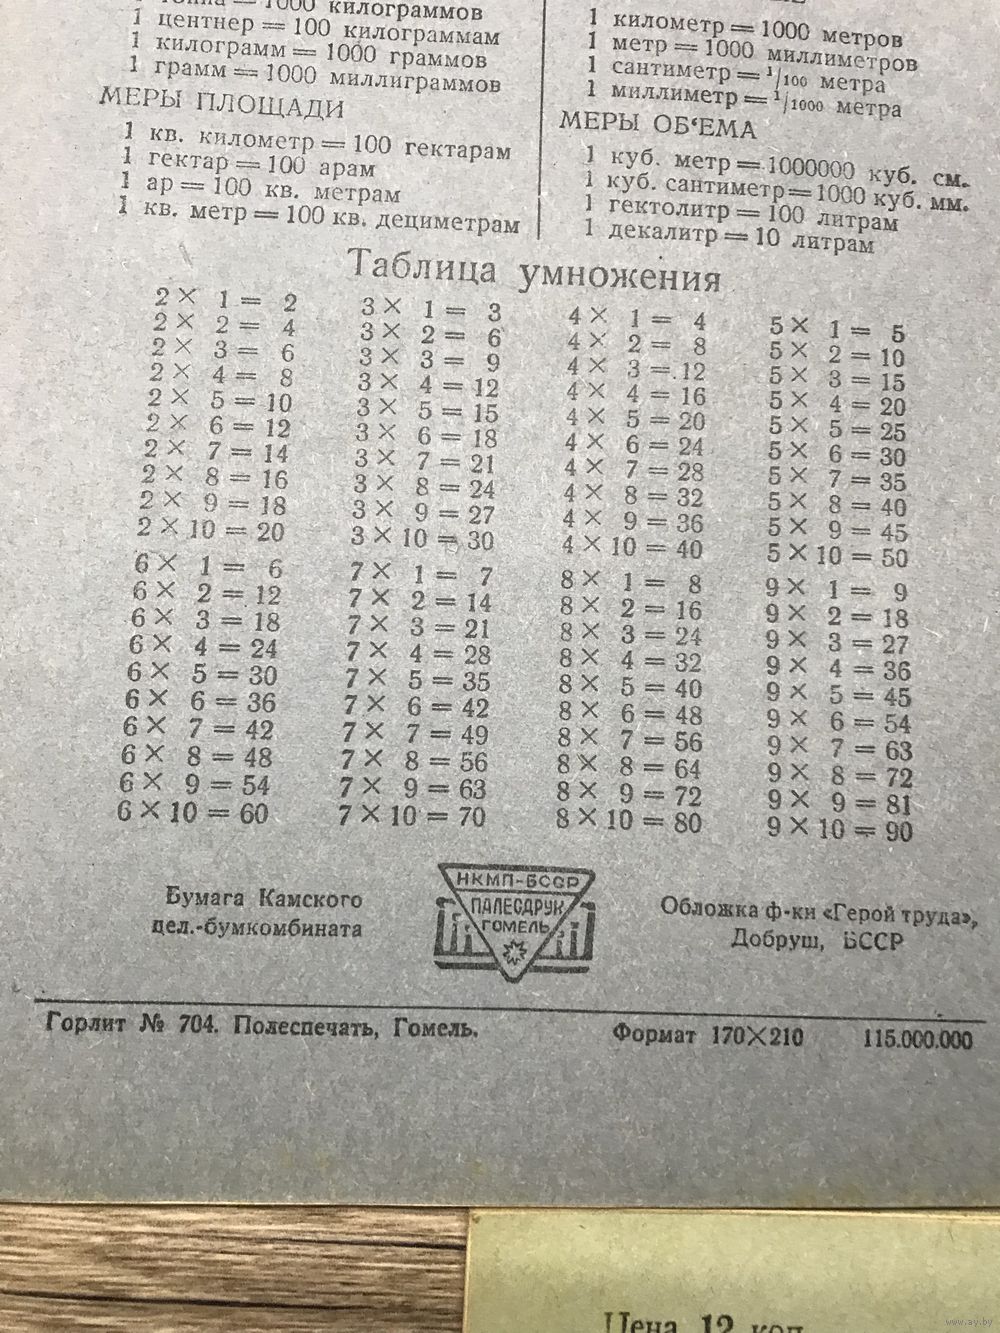 1 тонна = 1000 килограммов
1 центнер = 100 килограммам
1 килограмм = 1000 граммов
1 грамм = 1000 миллиграммов
МЕРЫ ПЛОЩАДИ
1 кв. километр = 100 гектарам
1 гектар = 100 арам
1 ар = 100 кв. метрам
1 кв. метр = 100 кв. дециметрам
1 километр = 1000 метров
1 метр = 1000 миллиметров
1 сантиметр = 1/100 метра
1 миллиметр = 1/1000 метра
МЕРЫ ОБ‘ЕМА
1 куб. метр = 1000000 куб. см.
1 куб. сантиметр = 1000 куб. мм.
1 гектолитр = 100 литрам
1 декалитр = 10 литрам
Таблица умножения
2 × 1 = 2
2 × 2 = 4
2 × 3 = 6
2 × 4 = 8
2 × 5 = 10
2 × 6 = 12
2 × 7 = 14
2 × 8 = 16
2 × 9 = 18
2 × 10 = 20
3 × 1 = 3
3 × 2 = 6
3 × 3 = 9
3 × 4 = 12
3 × 5 = 15
3 × 6 = 18
3 × 7 = 21
3 × 8 = 24
3 × 9 = 27
3 × 10 = 30
4 × 1 = 4
4 × 2 = 8
4 × 3 = 12
4 × 4 = 16
4 × 5 = 20
4 × 6 = 24
4 × 7 = 28
4 × 8 = 32
4 × 9 = 36
4 × 10 = 40
5 × 1 = 5
5 × 2 = 10
5 × 3 = 15
5 × 4 = 20
5 × 5 = 25
5 × 6 = 30
5 × 7 = 35
5 × 8 = 40
5 × 9 = 45
5 × 10 = 50
6 × 1 = 6
6 × 2 = 12
6 × 3 = 18
6 × 4 = 24
6 × 5 = 30
6 × 6 = 36
6 × 7 = 42
6 × 8 = 48
6 × 9 = 54
6 × 10 = 60
7 × 1 = 7
7 × 2 = 14
7 × 3 = 21
7 × 4 = 28
7 × 5 = 35
7 × 6 = 42
7 × 7 = 49
7 × 8 = 56
7 × 9 = 63
7 × 10 = 70
8 × 1 = 8
8 × 2 = 16
8 × 3 = 24
8 × 4 = 32
8 × 5 = 40
8 × 6 = 48
8 × 7 = 56
8 × 8 = 64
8 × 9 = 72
8 × 10 = 80
9 × 1 = 9
9 × 2 = 18
9 × 3 = 27
9 × 4 = 36
9 × 5 = 45
9 × 6 = 54
9 × 7 = 63
9 × 8 = 72
9 × 9 = 81
9 × 10 = 90
Бумага Камского
цел.-бумкомбината
НКМП-БССР
ПАЛЕСДРУК
ГОМЕЛЬ
Обложка ф-ки «Герой труда»,
Добруш, БССР
Горлит № 704. Полеспечать, Гомель.
Формат 170×210
115.000.000
Цена 12 коп.
www.ay.by